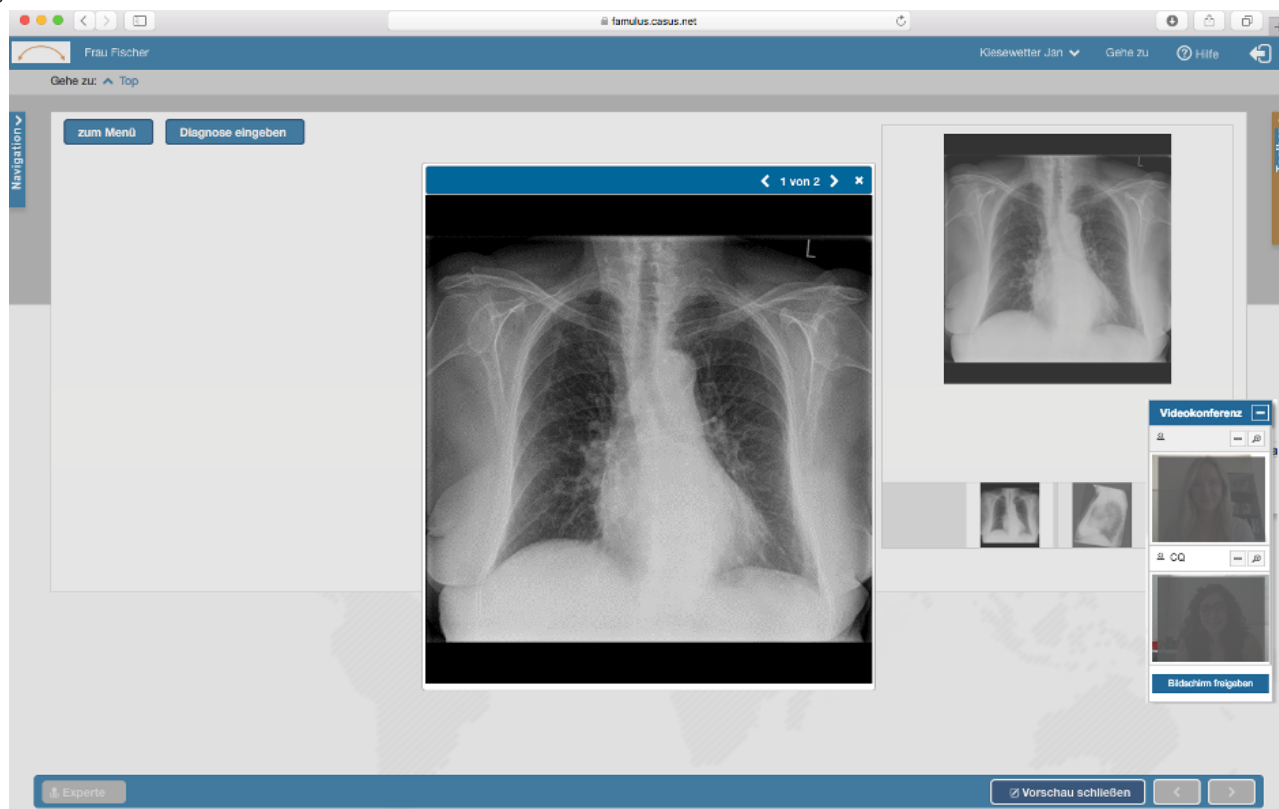 famulus.casus.net
Frau Fischer
Kiesewetter Jan
Gehe zu
Hilfe
Gehe zu: Top
Navigation
zum Menü
Diagnose eingeben
1 von 2
L
L
Videokonferenz
CQ
Bildschirm freigeben
Experte
Vorschau schließen